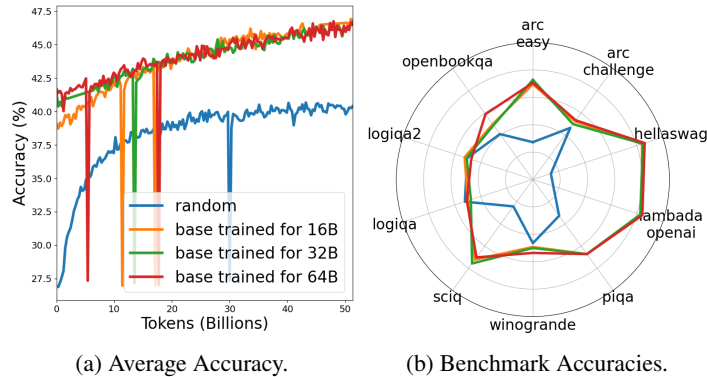 47.5
45.0
42.5
40.0
37.5
35.0
32.5
30.0
27.5
Accuracy (%)
0
10
20
30
40
50
Tokens (Billions)
random
base trained for 16B
base trained for 32B
base trained for 64B
arc
easy
arc
challenge
hellaswag
lambada
openai
piqa
winogrande
sciq
logiqa
logiqa2
openbookqa
(a) Average Accuracy.
(b) Benchmark Accuracies.